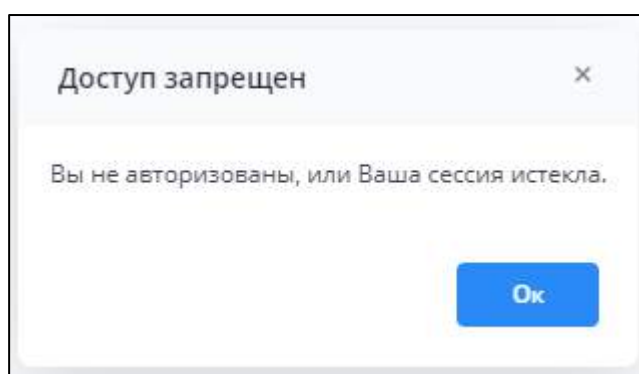 Доступ запрещен ×
Вы не авторизованы, или Ваша сессия истекла.
Ок